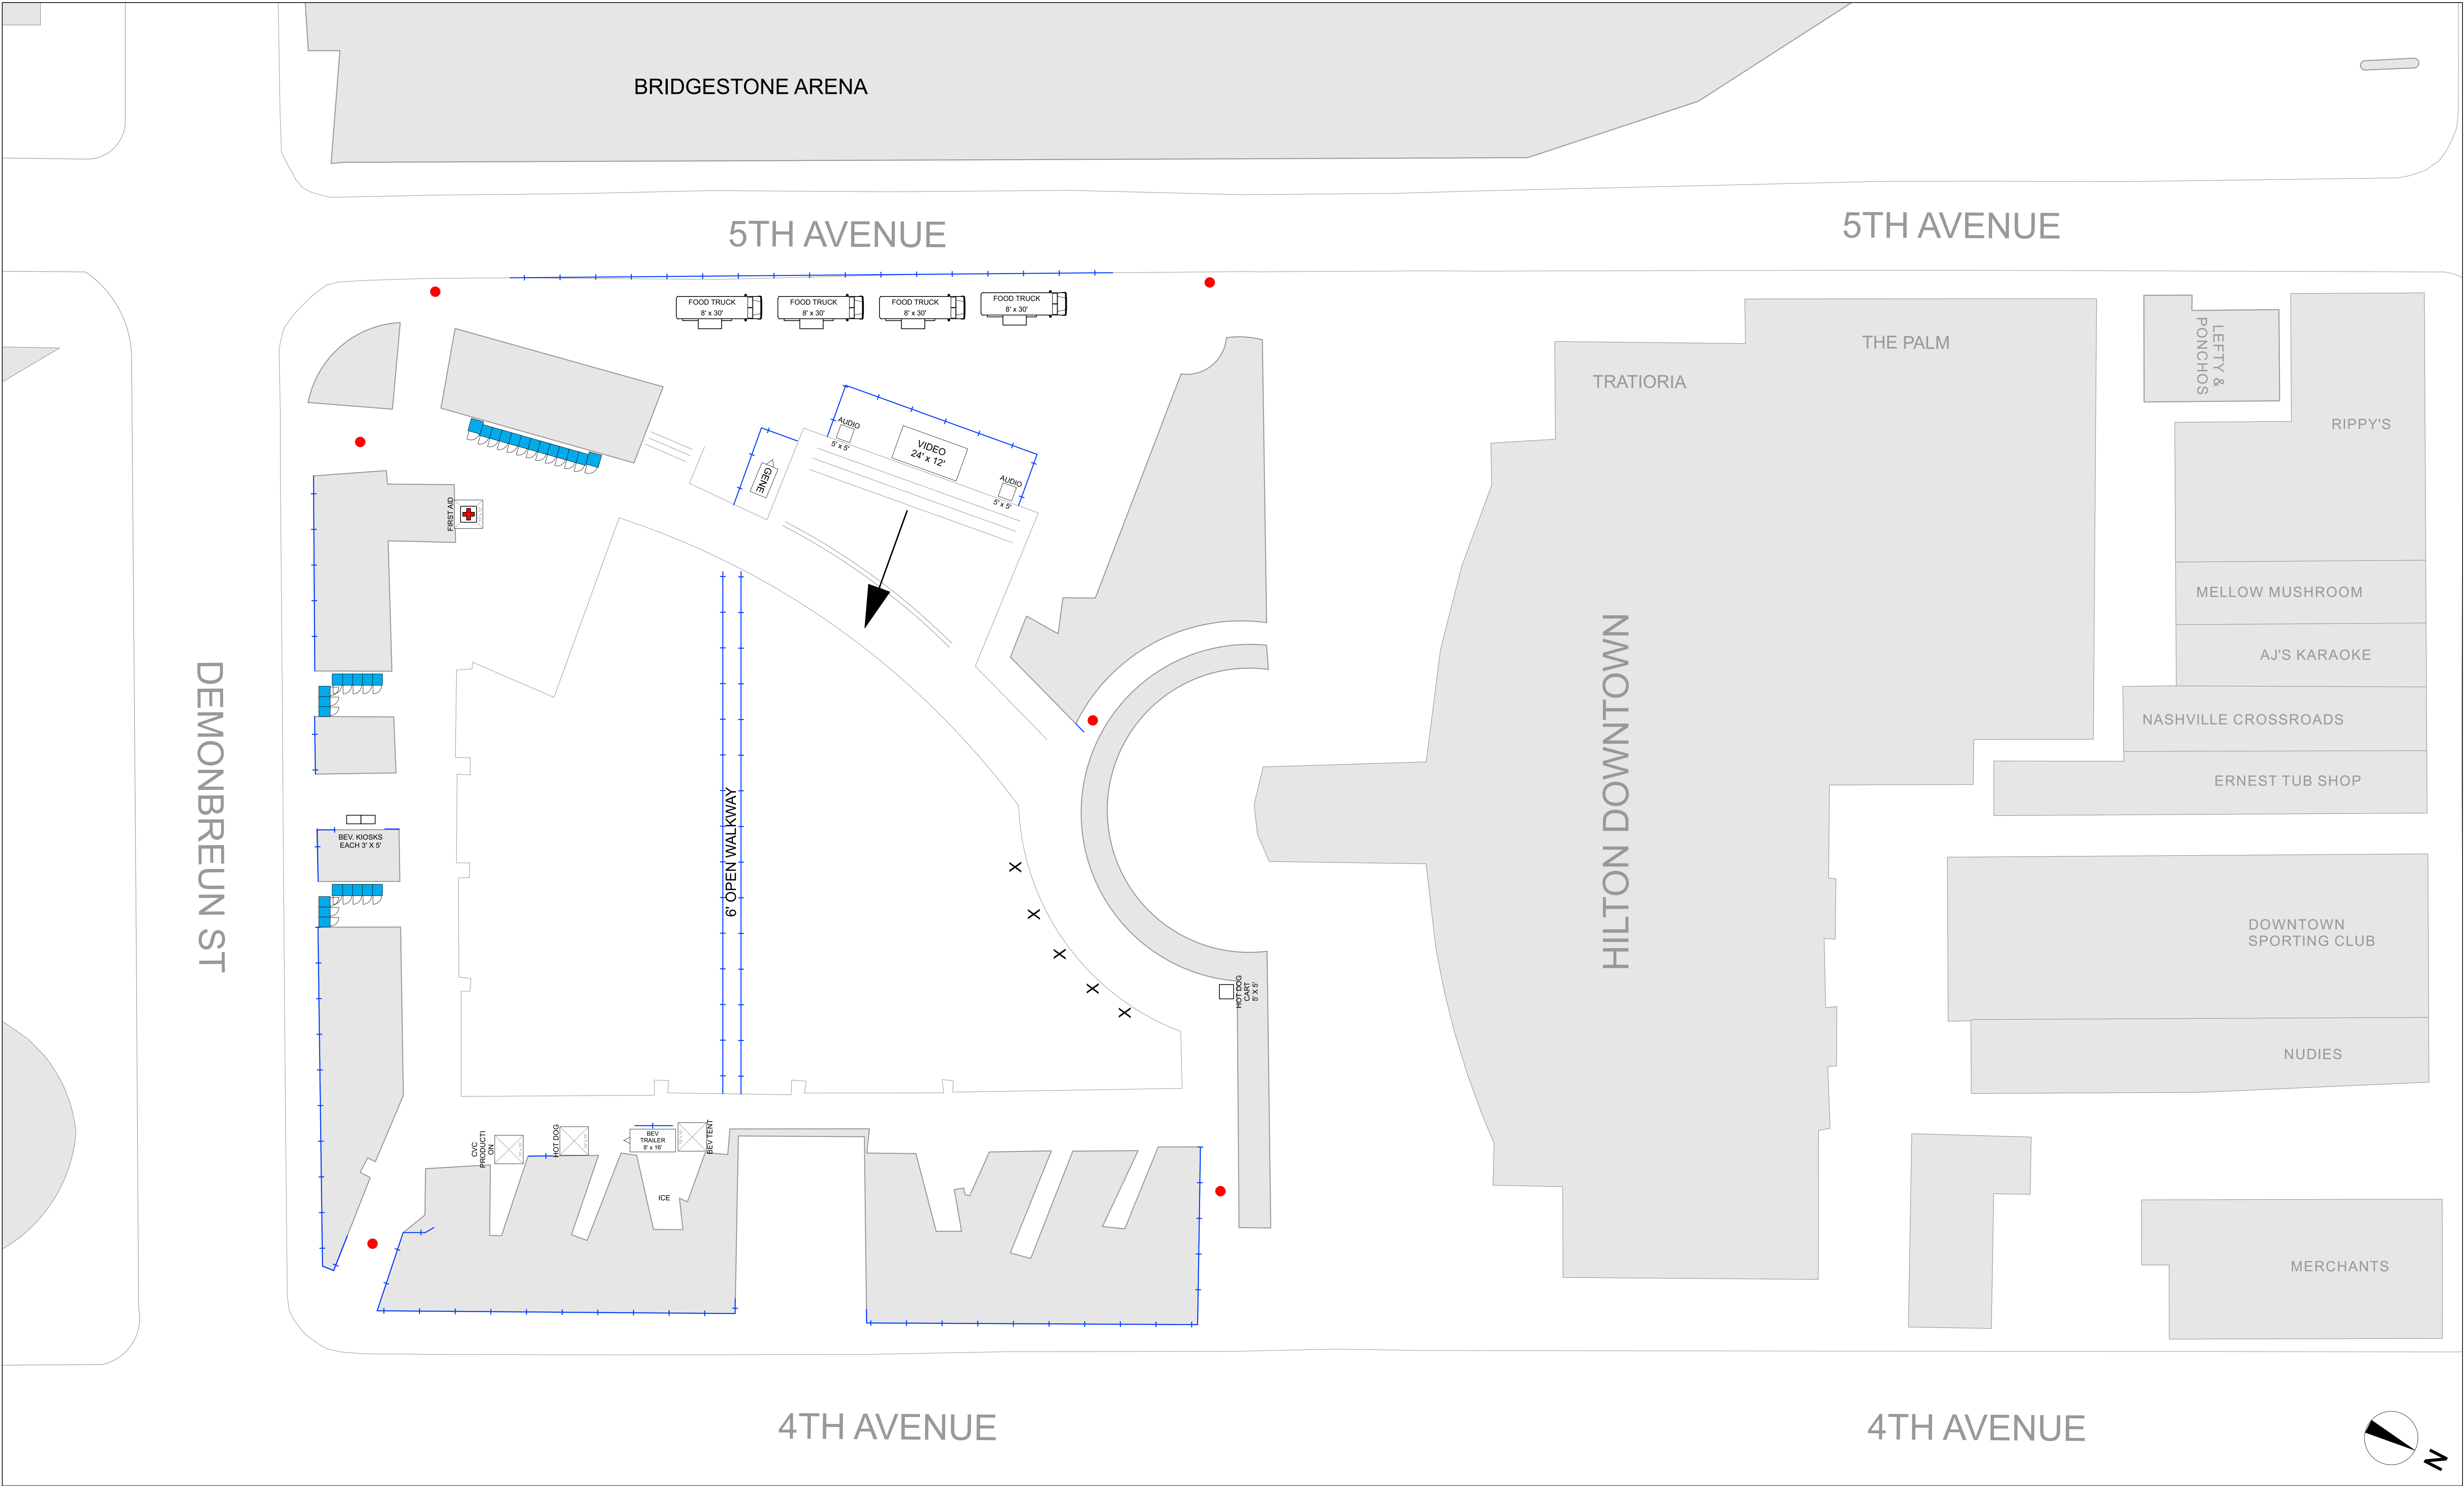 BRIDGESTONE ARENA
5TH AVENUE
5TH AVENUE
FOOD TRUCK
8' x 30'
FOOD TRUCK
8' x 30'
FOOD TRUCK
8' x 30'
FOOD TRUCK
8' x 30'
THE PALM
TRATIORIA
LEFTY &
PONCHOS
RIPPY'S
AUDIO
5' x 5'
VIDEO
24' x 12'
AUDIO
5' x 5'
GENE
FIRST AID
MELLOW MUSHROOM
AJ'S KARAOKE
NASHVILLE CROSSROADS
ERNEST TUB SHOP
DEMONBREUN ST
HILTON DOWNTOWN
6' OPEN WALKWAY
BEV. KIOSKS
EACH 3' X 5'
X
X
X
X
X
HOT DOG
CART
5' X 5'
DOWNTOWN
SPORTING CLUB
NUDIES
CVC
PRODUCTI
ON
HOT DOG
BEV
TRAILER
8' x 16'
BEV TENT
ICE
MERCHANTS
4TH AVENUE
4TH AVENUE
N